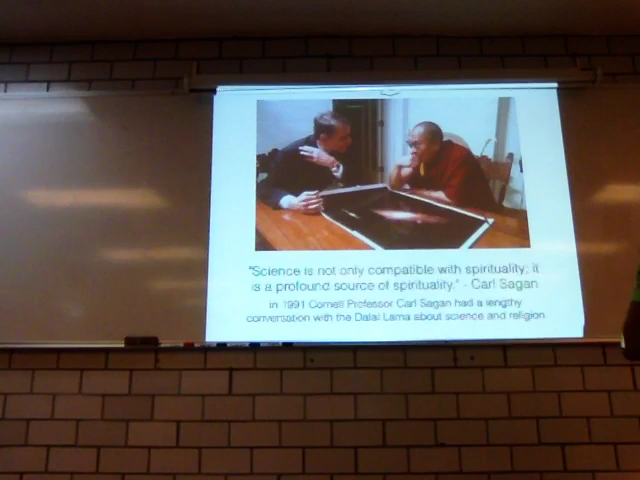 "Science is not only compatible with spirituality; it
is a profound source of spirituality." - Carl Sagan
in 1991 Cornell Professor Carl Sagan had a lengthy
conversation with the Dalai Lama about science and religion